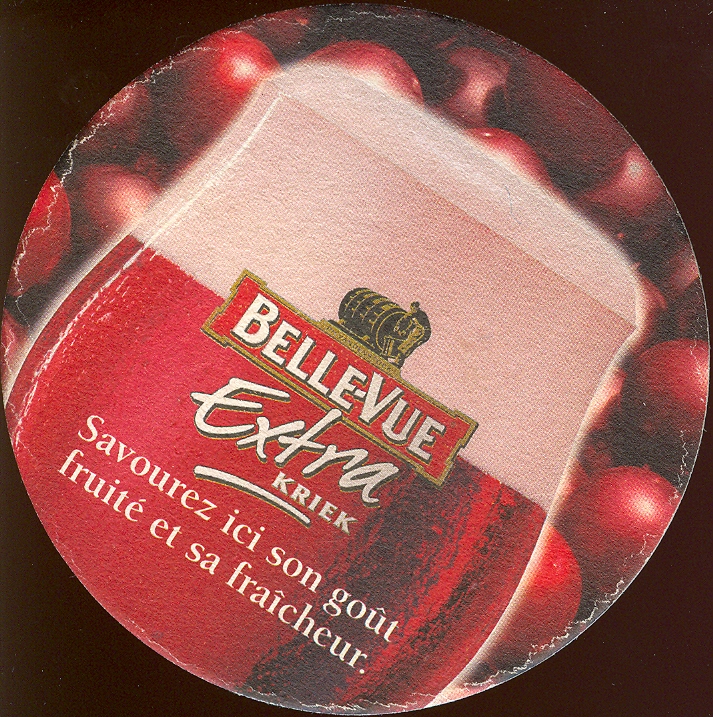 BELLE-VUE
Extra
KRIEK
Savourez ici son goût
fruité et sa fraîcheur.